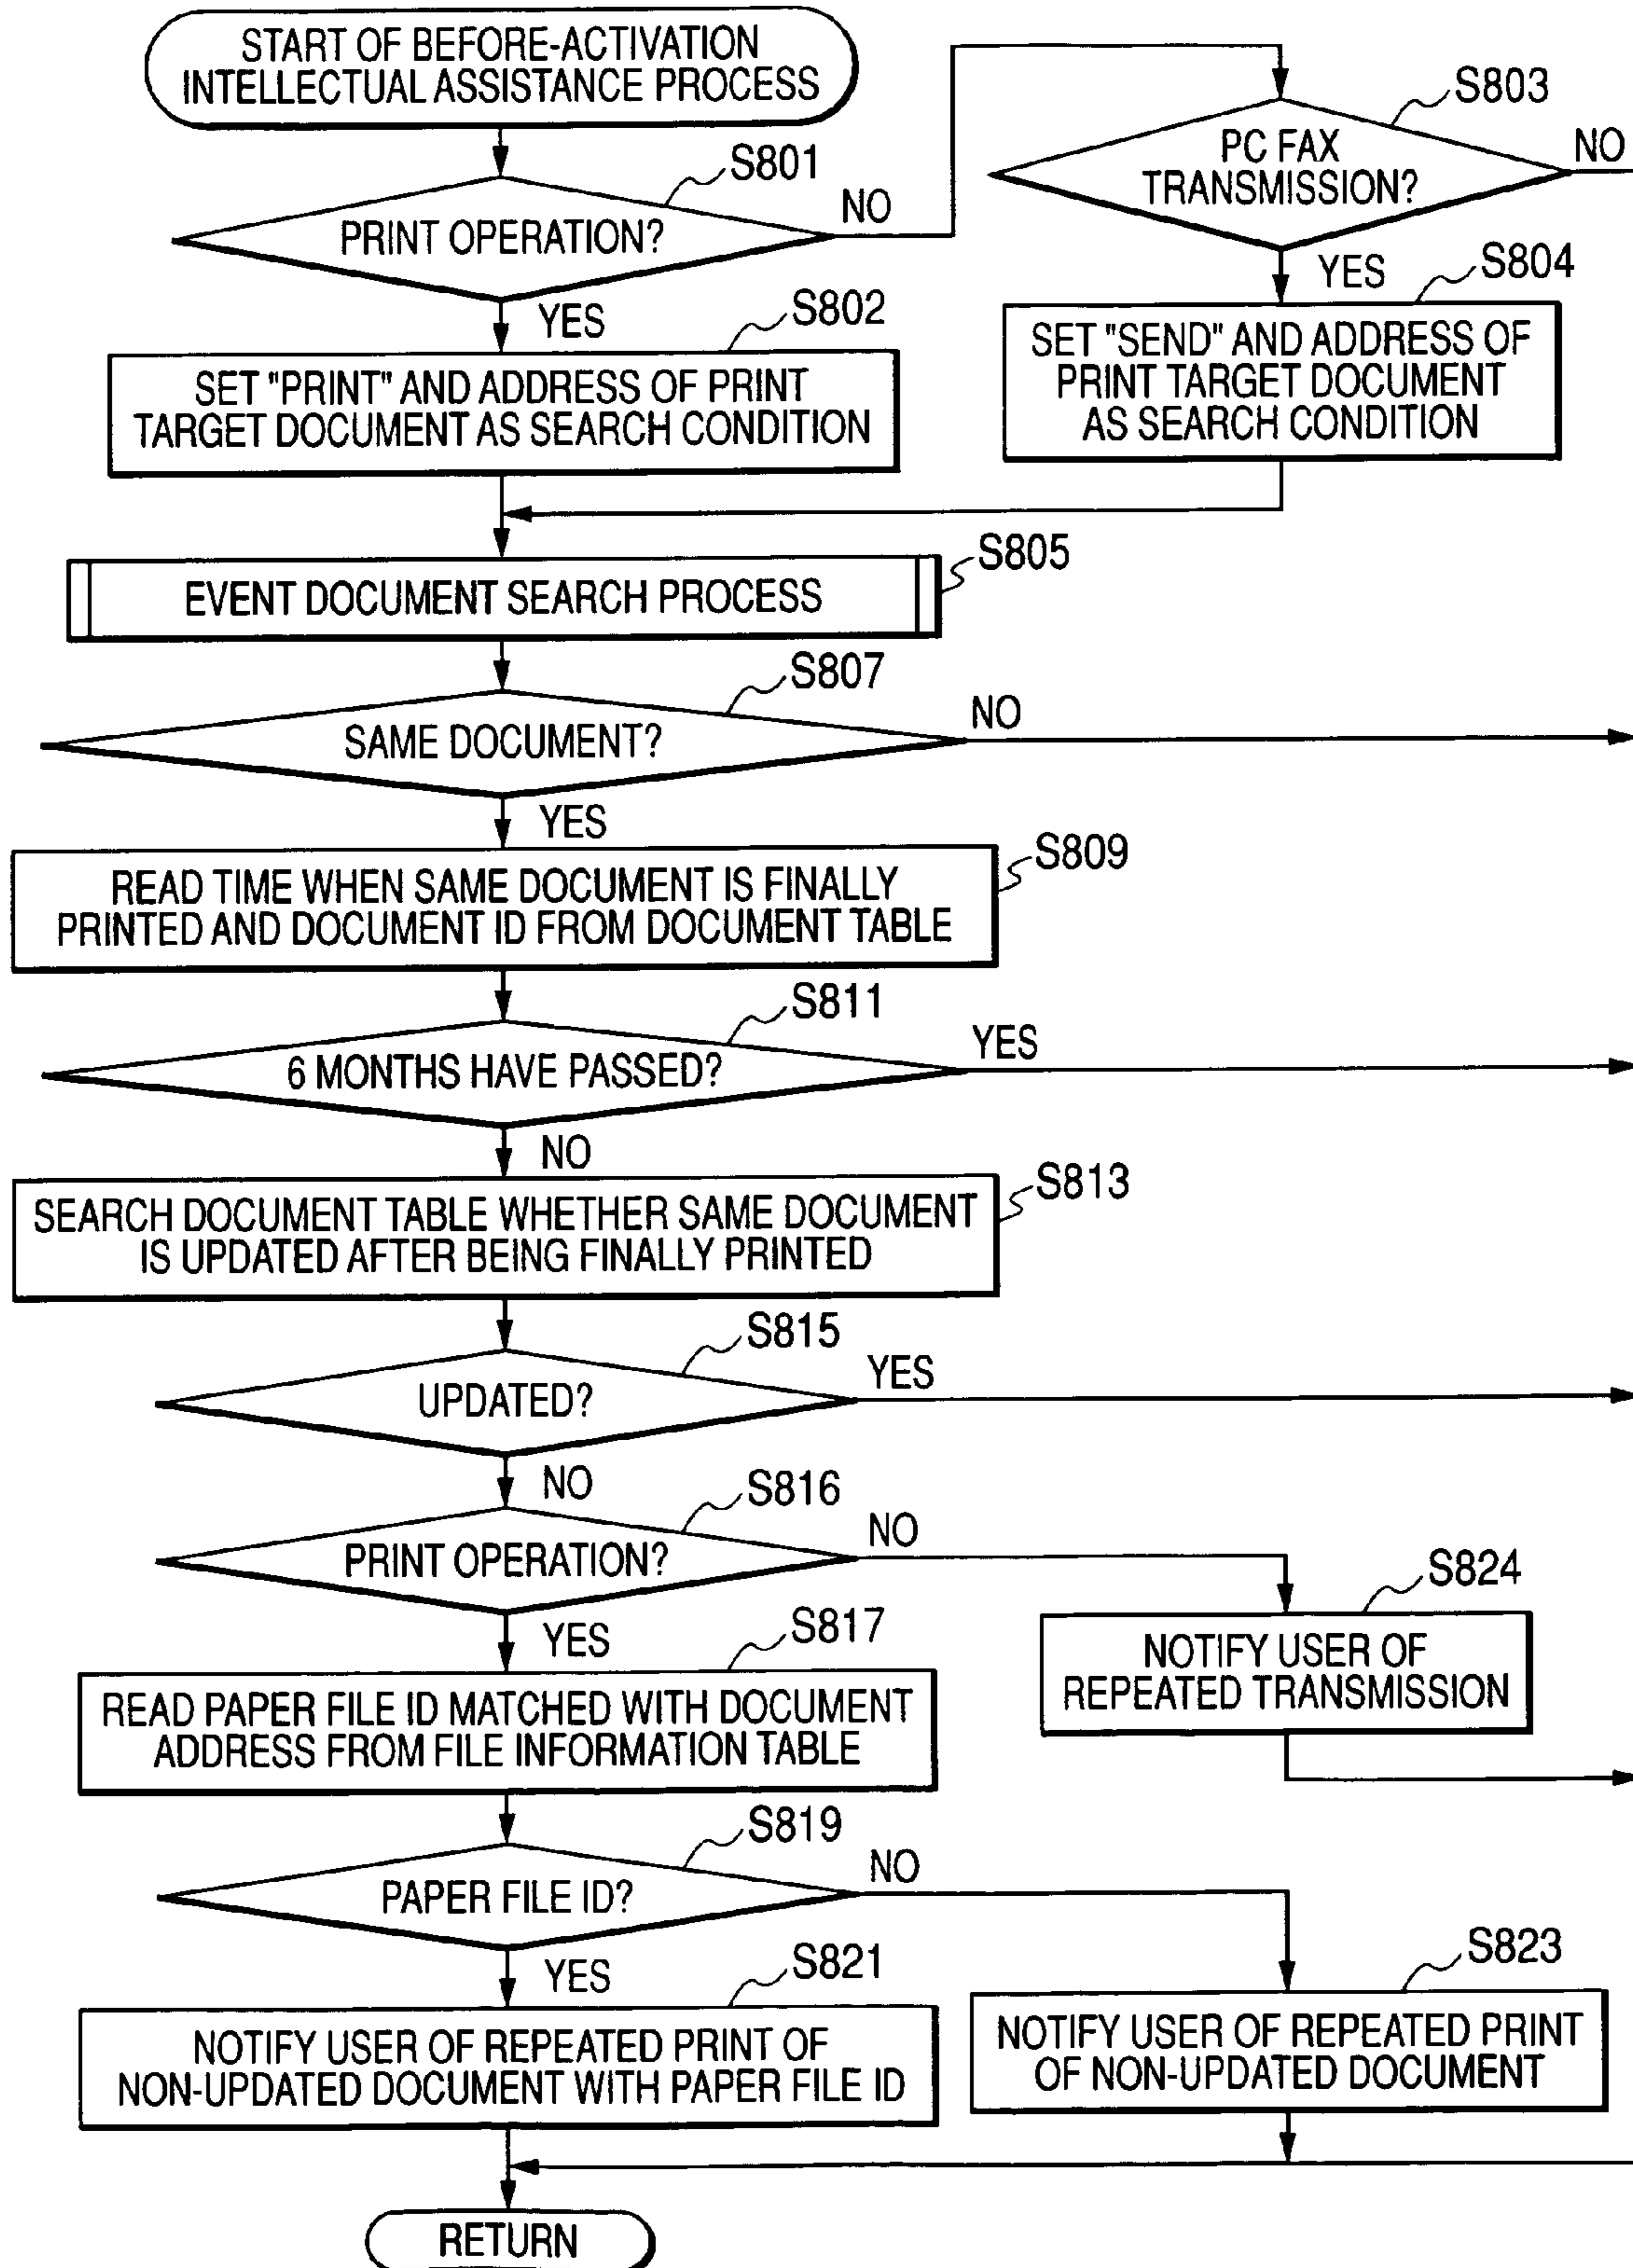 START OF BEFORE-ACTIVATION
INTELLECTUAL ASSISTANCE PROCESS
S801
PRINT OPERATION?
NO
YES
S803
PC FAX
TRANSMISSION?
NO
YES
S802
SET "PRINT" AND ADDRESS OF PRINT
TARGET DOCUMENT AS SEARCH CONDITION
S804
SET "SEND" AND ADDRESS OF
PRINT TARGET DOCUMENT
AS SEARCH CONDITION
S805
EVENT DOCUMENT SEARCH PROCESS
S807
SAME DOCUMENT?
NO
YES
S809
READ TIME WHEN SAME DOCUMENT IS FINALLY
PRINTED AND DOCUMENT ID FROM DOCUMENT TABLE
S811
6 MONTHS HAVE PASSED?
YES
NO
S813
SEARCH DOCUMENT TABLE WHETHER SAME DOCUMENT
IS UPDATED AFTER BEING FINALLY PRINTED
S815
UPDATED?
YES
NO
S816
PRINT OPERATION?
NO
YES
S824
NOTIFY USER OF
REPEATED TRANSMISSION
S817
READ PAPER FILE ID MATCHED WITH DOCUMENT
ADDRESS FROM FILE INFORMATION TABLE
S819
PAPER FILE ID?
NO
YES
S821
NOTIFY USER OF REPEATED PRINT OF
NON-UPDATED DOCUMENT WITH PAPER FILE ID
S823
NOTIFY USER OF REPEATED PRINT
OF NON-UPDATED DOCUMENT
RETURN